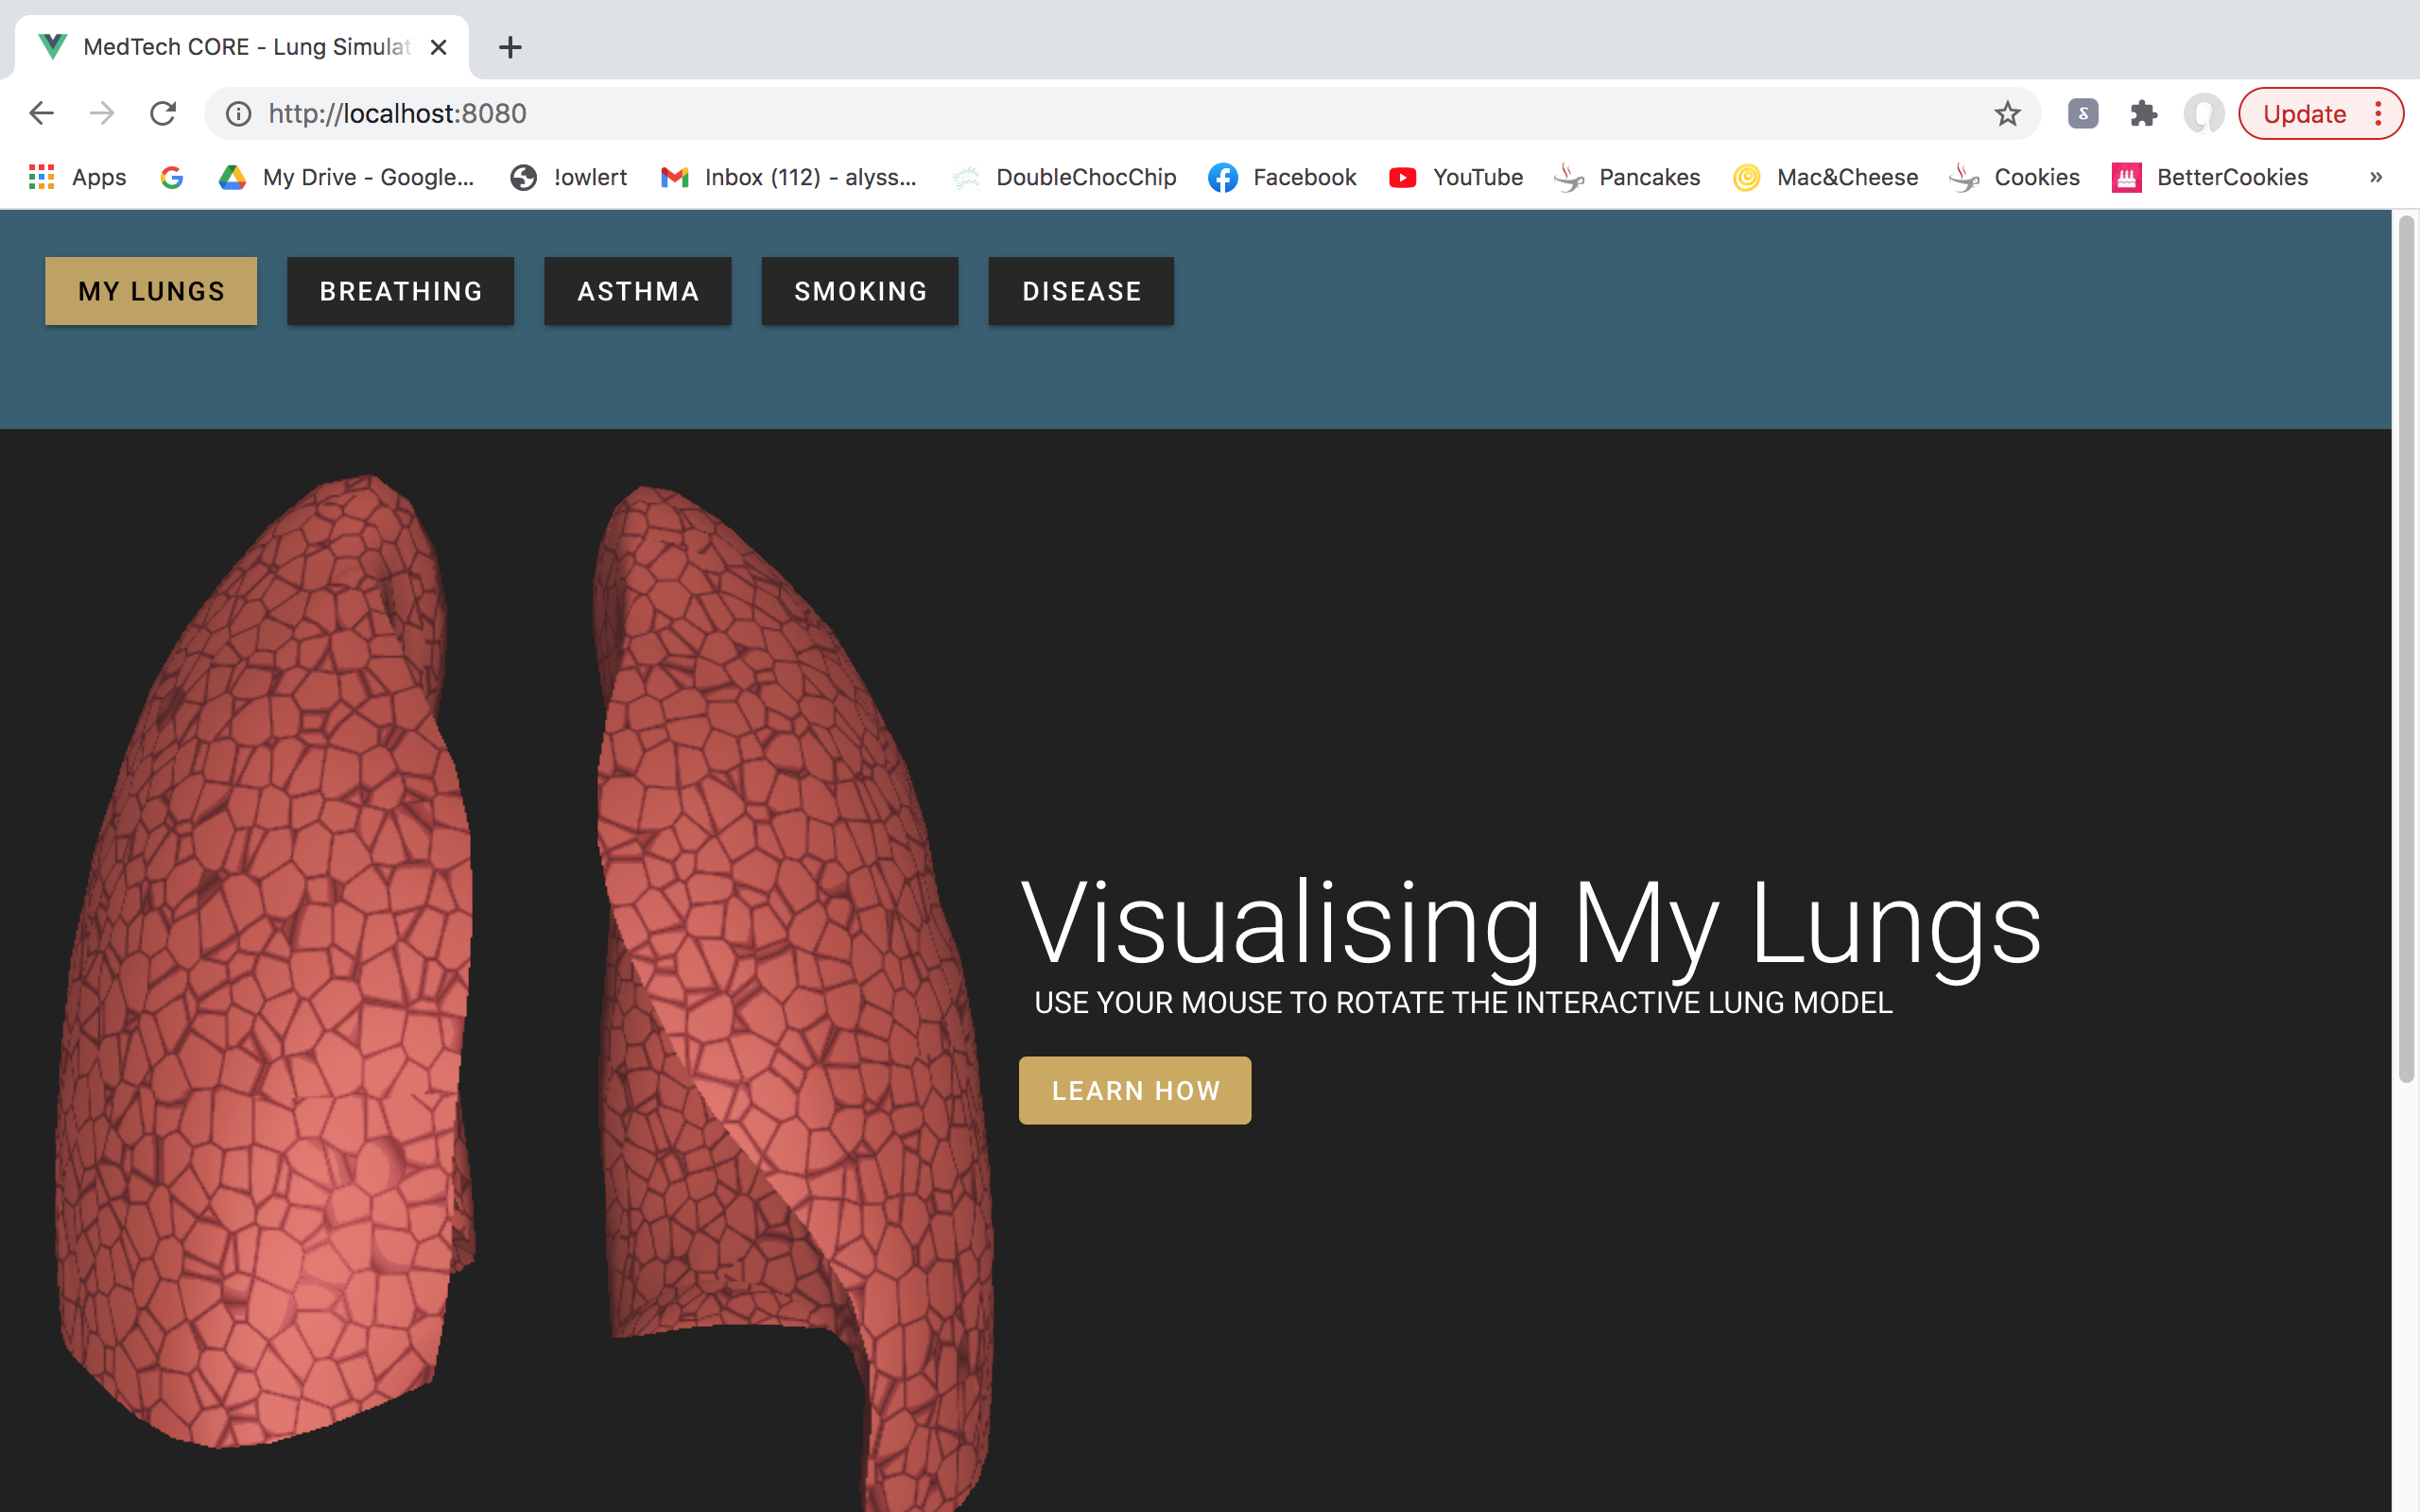 MedTech CORE - Lung Simulat
http://localhost:8080
Update
Apps
My Drive - Google...
!owlert
Inbox (112) - alyss...
DoubleChocChip
Facebook
YouTube
Pancakes
Mac&Cheese
Cookies
BetterCookies
»
MY LUNGS
BREATHING
ASTHMA
SMOKING
DISEASE
Visualising My Lungs
USE YOUR MOUSE TO ROTATE THE INTERACTIVE LUNG MODEL
LEARN HOW